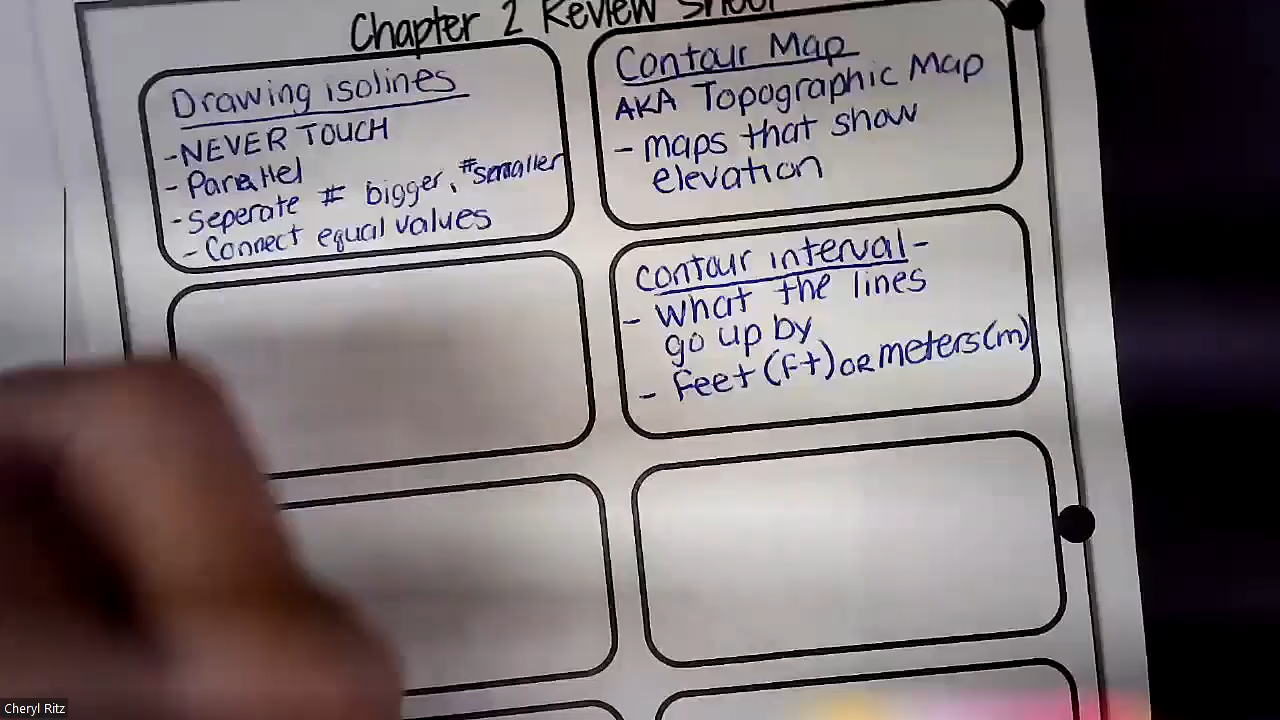 Chapter 2 Review Sheet
Drawing isolines
-NEVER TOUCH
- Parallel
-Seperate # bigger, #smaller
- Connect equal values
Contour Map
AKA Topographic Map
- maps that show
elevation
Contour interval-
- What the lines
go up by
- Feet (ft) OR meters(m)
Cheryl Ritz